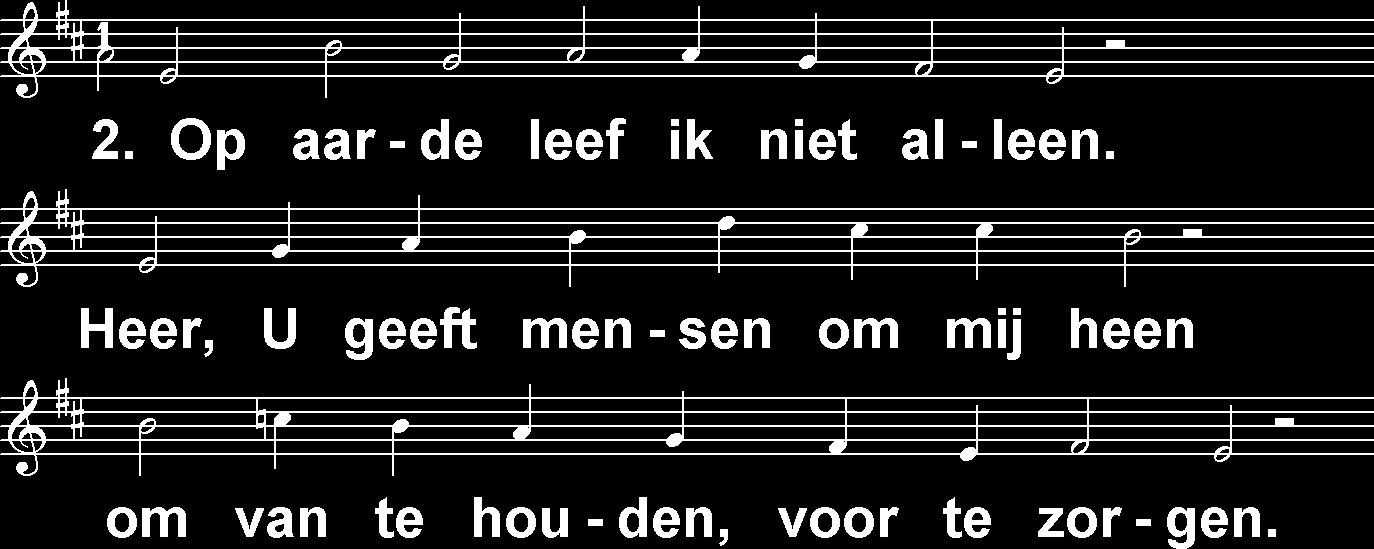 1
2. Op aar - de leef ik niet al - leen.
Heer, U geeft men - sen om mij heen
om van te hou - den, voor te zor - gen.